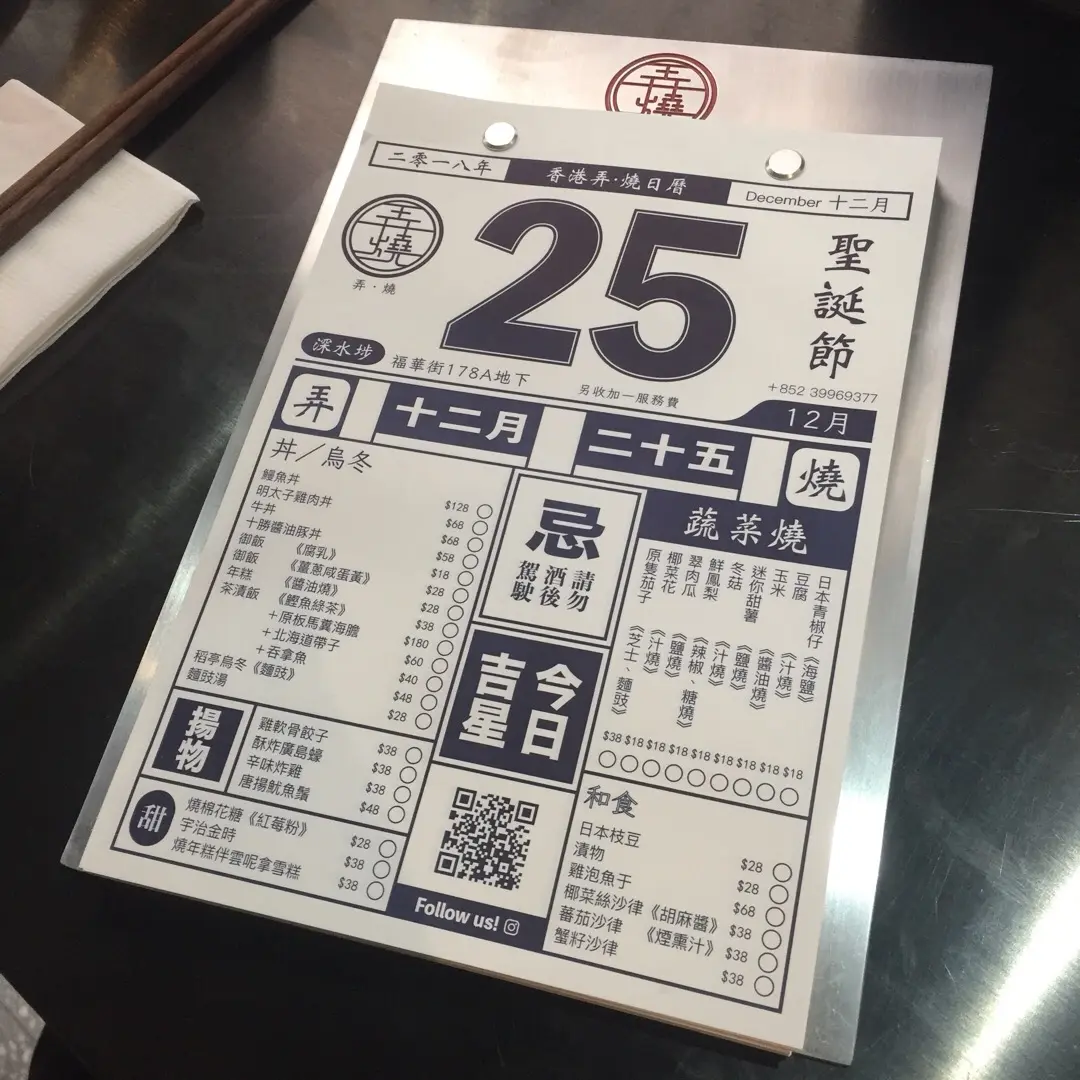 弄燒
二零一八年
香港弄·燒日曆
December 十二月
弄燒
弄·燒
25
聖誕節
深水埗
福華街178A地下
另收加一服務費
+852 39969377
12月
弄
十二月
二十五
燒
丼／烏冬
鰻魚丼 $128
明太子雞肉丼 $68
牛丼 $68
十勝醬油豚丼 $58
御飯《腐乳》 $18
御飯《薑蔥咸蛋黃》 $28
年糕《醬油燒》 $28
茶漬飯《鰹魚綠茶》 $38
+原板馬糞海膽 $180
+北海道帶子 $60
+吞拿魚 $40
稻亭烏冬《麵豉》 $48
麵豉湯 $28
忌
請勿
酒後
駕駛
今日
吉星
蔬菜燒
日本青椒仔《海鹽》 $18
豆腐《汁燒》 $18
玉米《醬油燒》 $18
迷你甜薯《鹽燒》 $18
冬菇《汁燒》 $18
鮮鳳梨《辣椒、糖燒》 $18
翠肉瓜《鹽燒》 $18
椰菜花《汁燒》 $18
原隻茄子《芝士、麵豉》 $38
揚物
雞軟骨餃子 $38
酥炸廣島蠔 $38
辛味炸雞 $38
唐揚魷魚鬚 $48
甜
燒棉花糖《紅莓粉》 $28
宇治金時 $38
燒年糕伴雲呢拿雪糕 $38
Follow us!
和食
日本枝豆 $28
漬物 $28
雞泡魚干 $68
椰菜絲沙律《胡麻醬》 $38
蕃茄沙律《煙熏汁》 $38
蟹籽沙律 $38